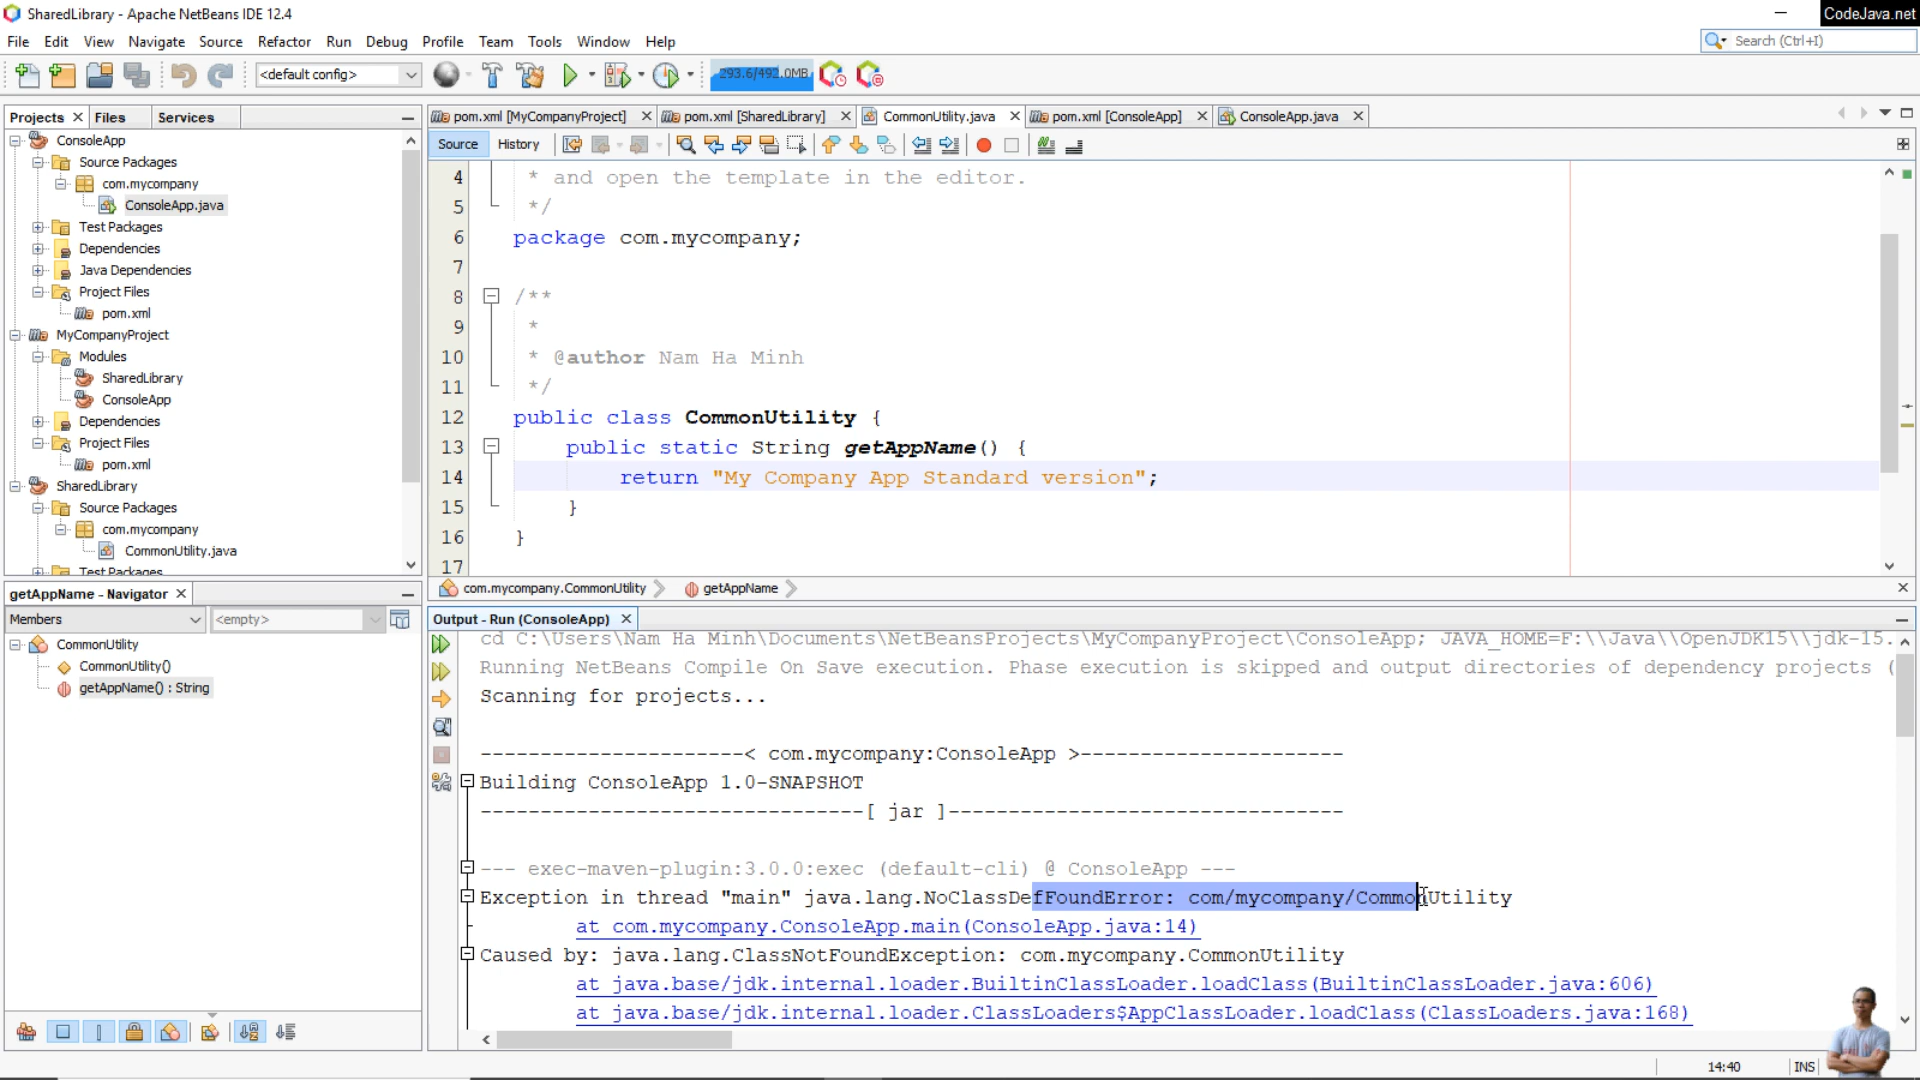 SharedLibrary - Apache NetBeans IDE 12.4
CodeJava.net
File Edit View Navigate Source Refactor Run Debug Profile Team Tools Window Help
Search (Ctrl+I)
<default config>
293.6/492.0MB
Projects Files Services
ConsoleApp
Source Packages
com.mycompany
ConsoleApp.java
Test Packages
Dependencies
Java Dependencies
Project Files
pom.xml
MyCompanyProject
Modules
SharedLibrary
ConsoleApp
Dependencies
Project Files
pom.xml
SharedLibrary
Source Packages
com.mycompany
CommonUtility.java
Test Packages
getAppName - Navigator
Members <empty>
CommonUtility
CommonUtility()
getAppName() : String
pom.xml [MyCompanyProject] pom.xml [SharedLibrary] CommonUtility.java pom.xml [ConsoleApp] ConsoleApp.java
Source History
4 * and open the template in the editor.
5 */
6 package com.mycompany;
7
8 /**
9 *
10 * @author Nam Ha Minh
11 */
12 public class CommonUtility {
13 public static String getAppName() {
14 return "My Company App Standard version";
15 }
16 }
17
com.mycompany.CommonUtility getAppName
Output - Run (ConsoleApp)
cd C:\Users\Nam Ha Minh\Documents\NetBeansProjects\MyCompanyProject\ConsoleApp; JAVA_HOME=F:\\Java\\OpenJDK15\\jdk-15.
Running NetBeans Compile On Save execution. Phase execution is skipped and output directories of dependency projects (
Scanning for projects...
----------------------< com.mycompany:ConsoleApp >----------------------
Building ConsoleApp 1.0-SNAPSHOT
--------------------------------[ jar ]---------------------------------
--- exec-maven-plugin:3.0.0:exec (default-cli) @ ConsoleApp ---
Exception in thread "main" java.lang.NoClassDefFoundError: com/mycompany/CommonUtility
at com.mycompany.ConsoleApp.main(ConsoleApp.java:14)
Caused by: java.lang.ClassNotFoundException: com.mycompany.CommonUtility
at java.base/jdk.internal.loader.BuiltinClassLoader.loadClass(BuiltinClassLoader.java:606)
at java.base/jdk.internal.loader.ClassLoaders$AppClassLoader.loadClass(ClassLoaders.java:168)
14:40 INS